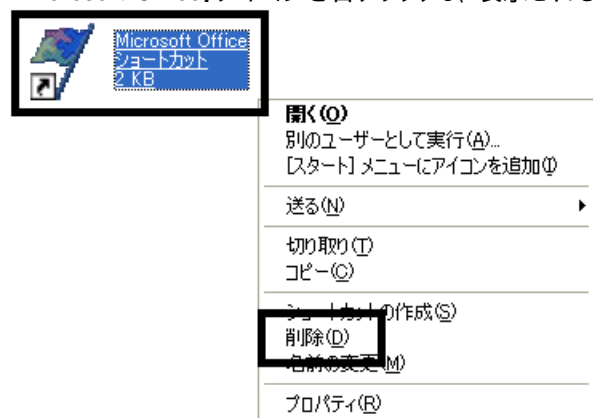 Microsoft Office
ショートカット
2 KB
開く(O)
別のユーザーとして実行(A)...
[スタート] メニューにアイコンを追加(I)
送る(N)
切り取り(T)
コピー(C)
ショートカットの作成(S)
削除(D)
名前の変更(M)
プロパティ(R)